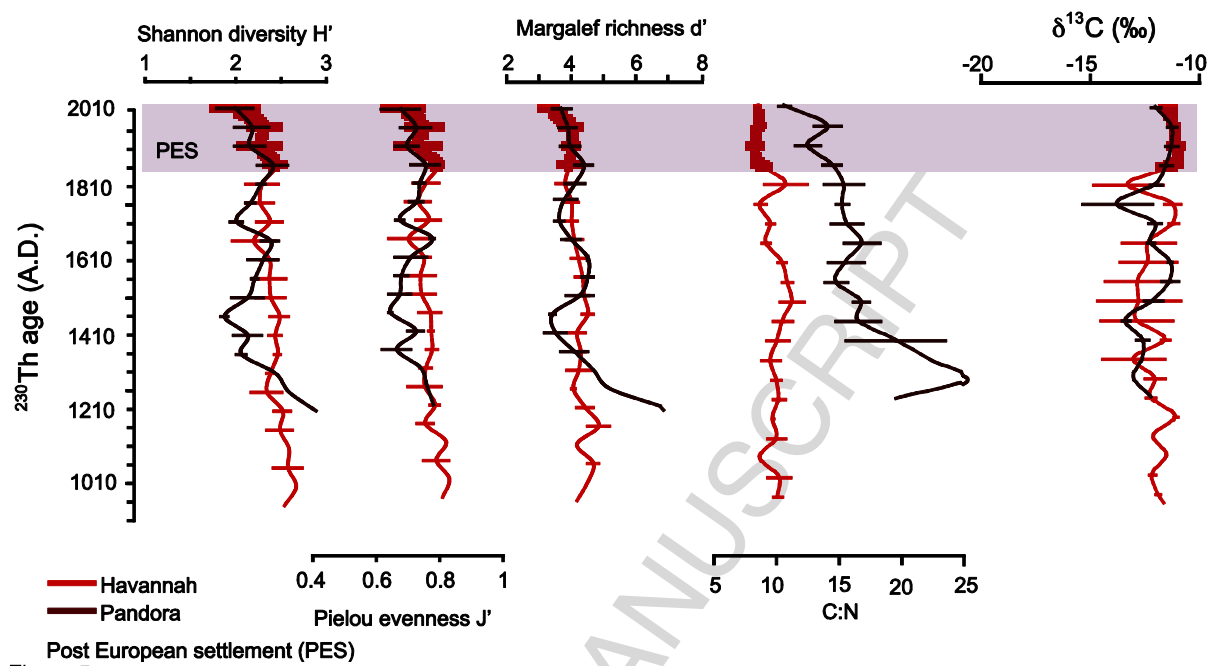 Shannon diversity H’
1 2 3
Margalef richness d’
2 4 6 8
δ¹³C (‰)
-20 -15 -10
²³⁰Th age (A.D.)
2010
1810
1610
1410
1210
1010
PES
0.4 0.6 0.8 1
Pielou evenness J’
5 10 15 20 25
C:N
Havannah
Pandora
Post European settlement (PES)
ANUSCRIPT